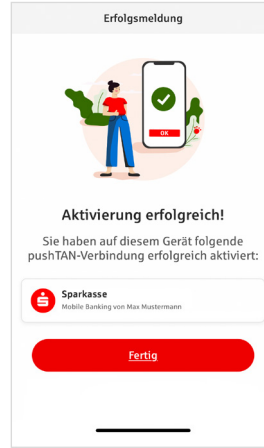 Erfolgsmeldung
OK
Aktivierung erfolgreich!
Sie haben auf diesem Gerät folgende
pushTAN-Verbindung erfolgreich aktiviert:
Sparkasse
Mobile Banking von Max Mustermann
Fertig